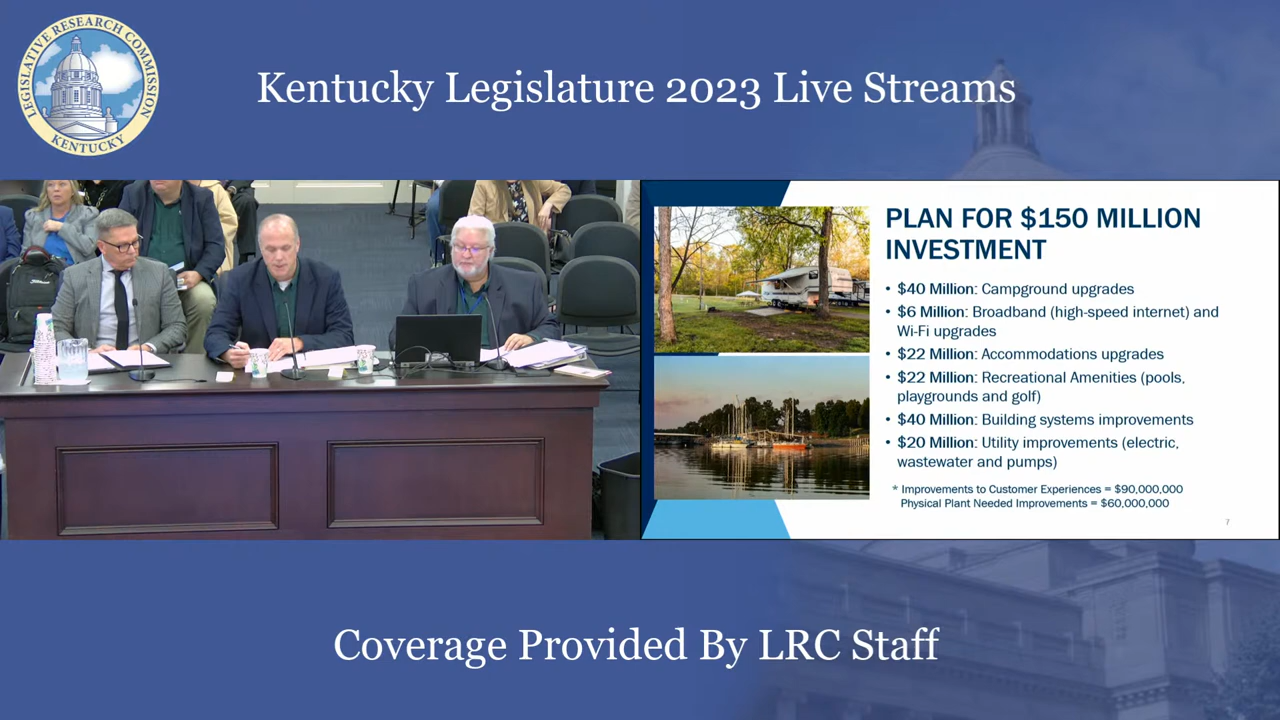 LEGISLATIVE RESEARCH COMMISSION
KENTUCKY
Kentucky Legislature 2023 Live Streams
PLAN FOR $150 MILLION
INVESTMENT
• $40 Million: Campground upgrades
• $6 Million: Broadband (high-speed internet) and
Wi-Fi upgrades
• $22 Million: Accommodations upgrades
• $22 Million: Recreational Amenities (pools,
playgrounds and golf)
• $40 Million: Building systems improvements
• $20 Million: Utility improvements (electric,
wastewater and pumps)
* Improvements to Customer Experiences = $90,000,000
Physical Plant Needed Improvements = $60,000,000
7
Coverage Provided By LRC Staff